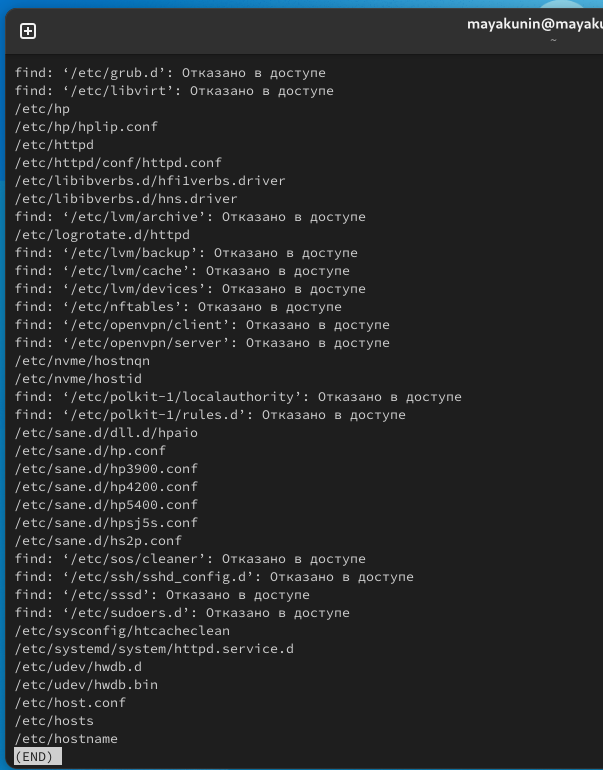 mayakunin@mayaku
~
find: ‘/etc/grub.d’: Отказано в доступе
find: ‘/etc/libvirt’: Отказано в доступе
/etc/hp
/etc/hp/hplip.conf
/etc/httpd
/etc/httpd/conf/httpd.conf
/etc/libibverbs.d/hfi1verbs.driver
/etc/libibverbs.d/hns.driver
find: ‘/etc/lvm/archive’: Отказано в доступе
/etc/logrotate.d/httpd
find: ‘/etc/lvm/backup’: Отказано в доступе
find: ‘/etc/lvm/cache’: Отказано в доступе
find: ‘/etc/lvm/devices’: Отказано в доступе
find: ‘/etc/nftables’: Отказано в доступе
find: ‘/etc/openvpn/client’: Отказано в доступе
find: ‘/etc/openvpn/server’: Отказано в доступе
/etc/nvme/hostnqn
/etc/nvme/hostid
find: ‘/etc/polkit-1/localauthority’: Отказано в доступе
find: ‘/etc/polkit-1/rules.d’: Отказано в доступе
/etc/sane.d/dll.d/hpaio
/etc/sane.d/hp.conf
/etc/sane.d/hp3900.conf
/etc/sane.d/hp4200.conf
/etc/sane.d/hp5400.conf
/etc/sane.d/hpsj5s.conf
/etc/sane.d/hs2p.conf
find: ‘/etc/sos/cleaner’: Отказано в доступе
find: ‘/etc/ssh/sshd_config.d’: Отказано в доступе
find: ‘/etc/sssd’: Отказано в доступе
find: ‘/etc/sudoers.d’: Отказано в доступе
/etc/sysconfig/htcacheclean
/etc/systemd/system/httpd.service.d
/etc/udev/hwdb.d
/etc/udev/hwdb.bin
/etc/host.conf
/etc/hosts
/etc/hostname
(END)